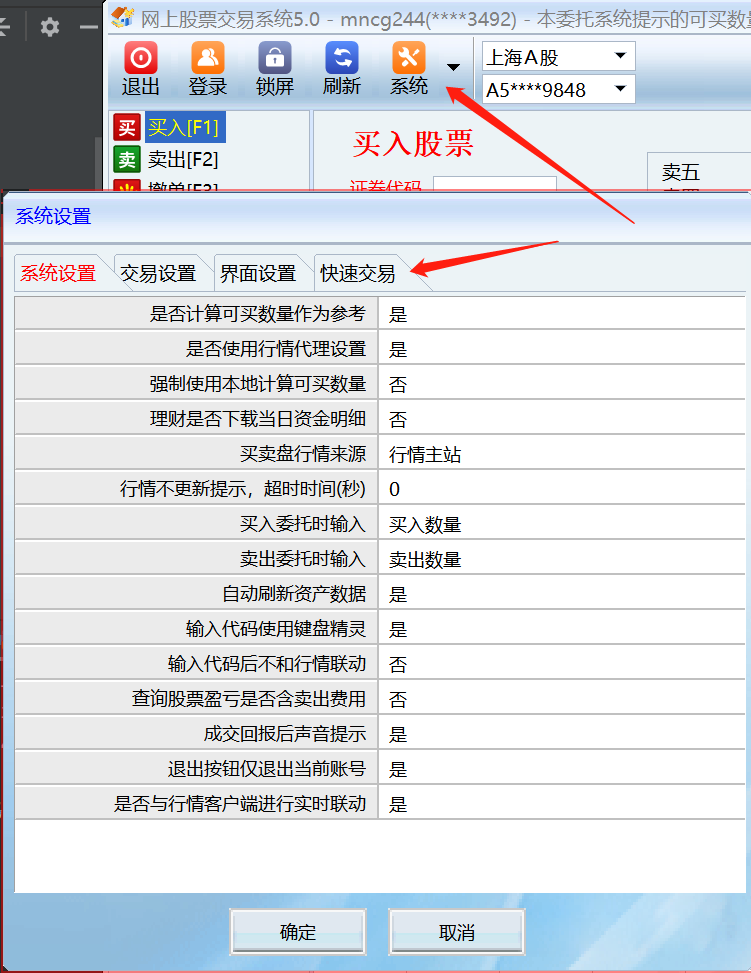 网上股票交易系统5.0 - mncg244(****3492) - 本委托系统提示的可买数量
退出 登录 锁屏 刷新 系统
上海A股
A5****9848
买 买入[F1]
卖 卖出[F2]
撤单[F3]
买入股票
证券代码
卖五
系统设置
系统设置 交易设置 界面设置 快速交易
是否计算可买数量作为参考 是
是否使用行情代理设置 是
强制使用本地计算可买数量 否
理财是否下载当日资金明细 否
买卖盘行情来源 行情主站
行情不更新提示，超时时间(秒) 0
买入委托时输入 买入数量
卖出委托时输入 卖出数量
自动刷新资产数据 是
输入代码使用键盘精灵 是
输入代码后不和行情联动 否
查询股票盈亏是否含卖出费用 否
成交回报后声音提示 是
退出按钮仅退出当前账号 是
是否与行情客户端进行实时联动 是
确定 取消